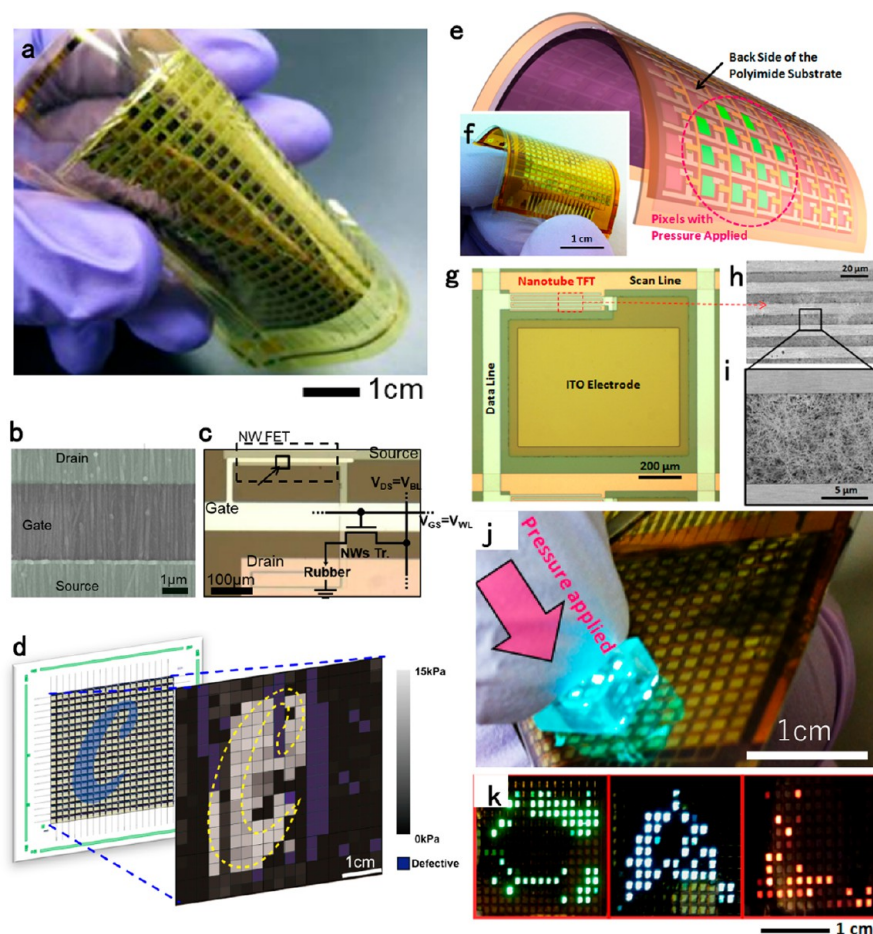 a
1cm
b
Drain
Gate
Source
1μm
c
NW FET
Source
V_DS=V_BL
Gate
V_GS=V_WL
NWs Tr.
Drain
Rubber
100μm
d
15kPa
0kPa
1cm
Defective
e
Back Side of the
Polyimide Substrate
f
1 cm
Pixels with
Pressure Applied
g
Nanotube TFT
Scan Line
Data Line
ITO Electrode
200 μm
h
20 μm
i
5 μm
j
Pressure applied
1cm
k
1 cm